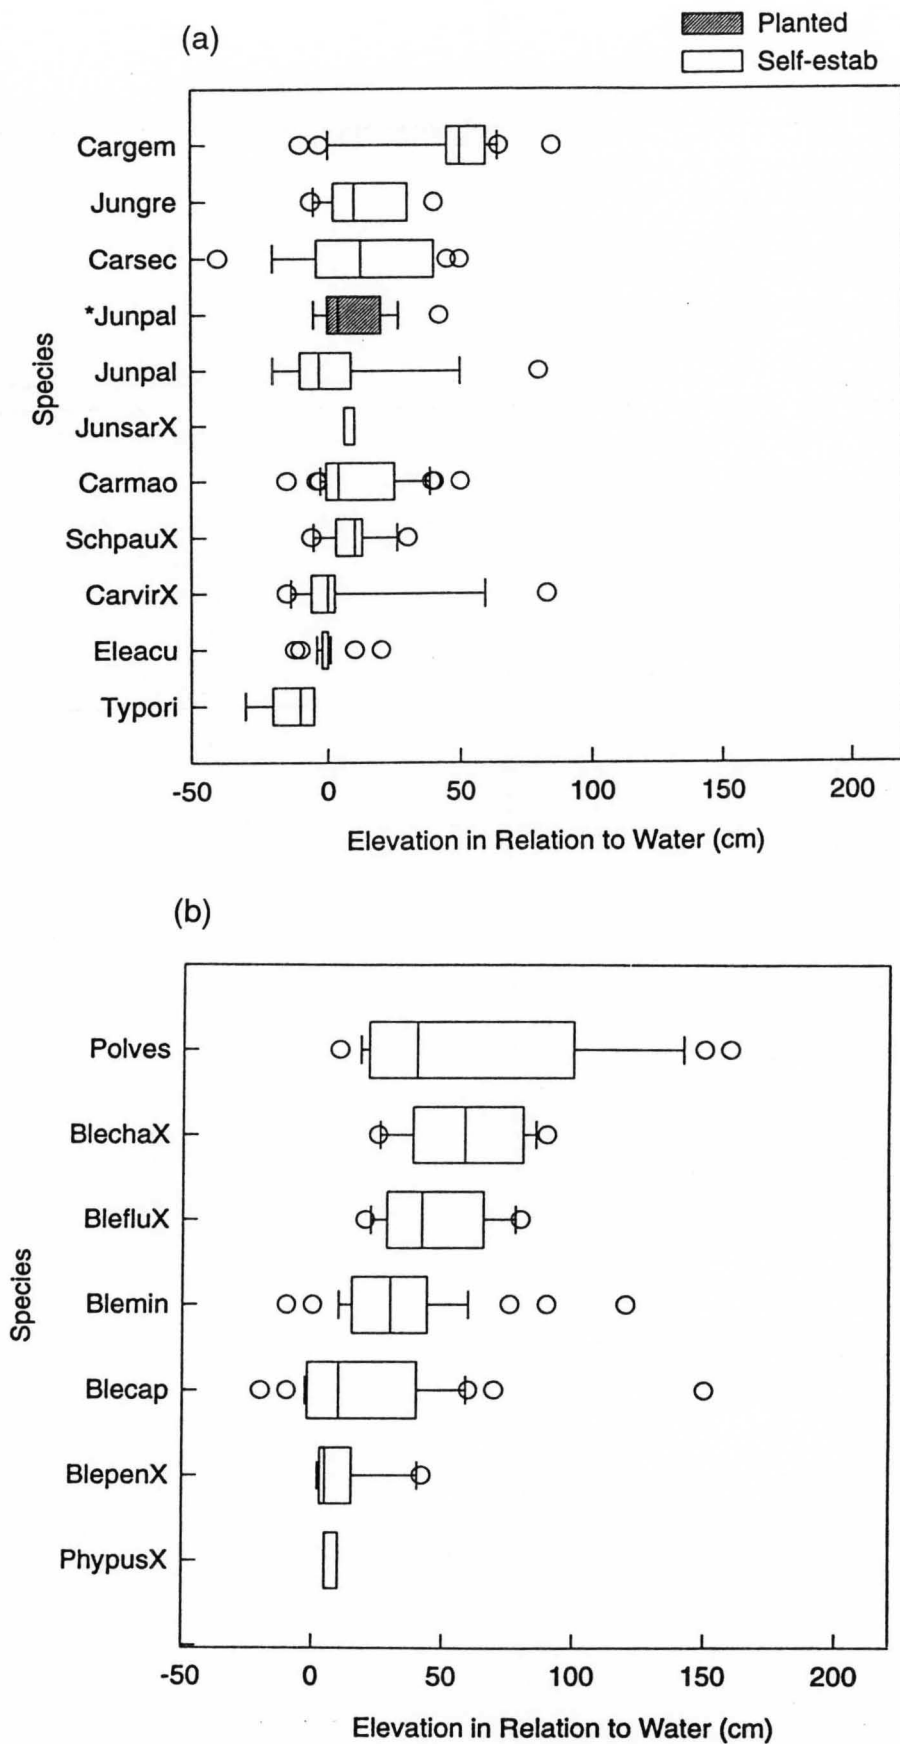 (a)
Planted
Self-estab
Cargem
Jungre
Carsec
*Junpal
Junpal
JunsarX
Carmao
SchpauX
CarvirX
Eleacu
Typori
Species
-50 0 50 100 150 200
Elevation in Relation to Water (cm)
(b)
Polves
BlechaX
BlefluX
Blemin
Blecap
BlepenX
PhypusX
Species
-50 0 50 100 150 200
Elevation in Relation to Water (cm)